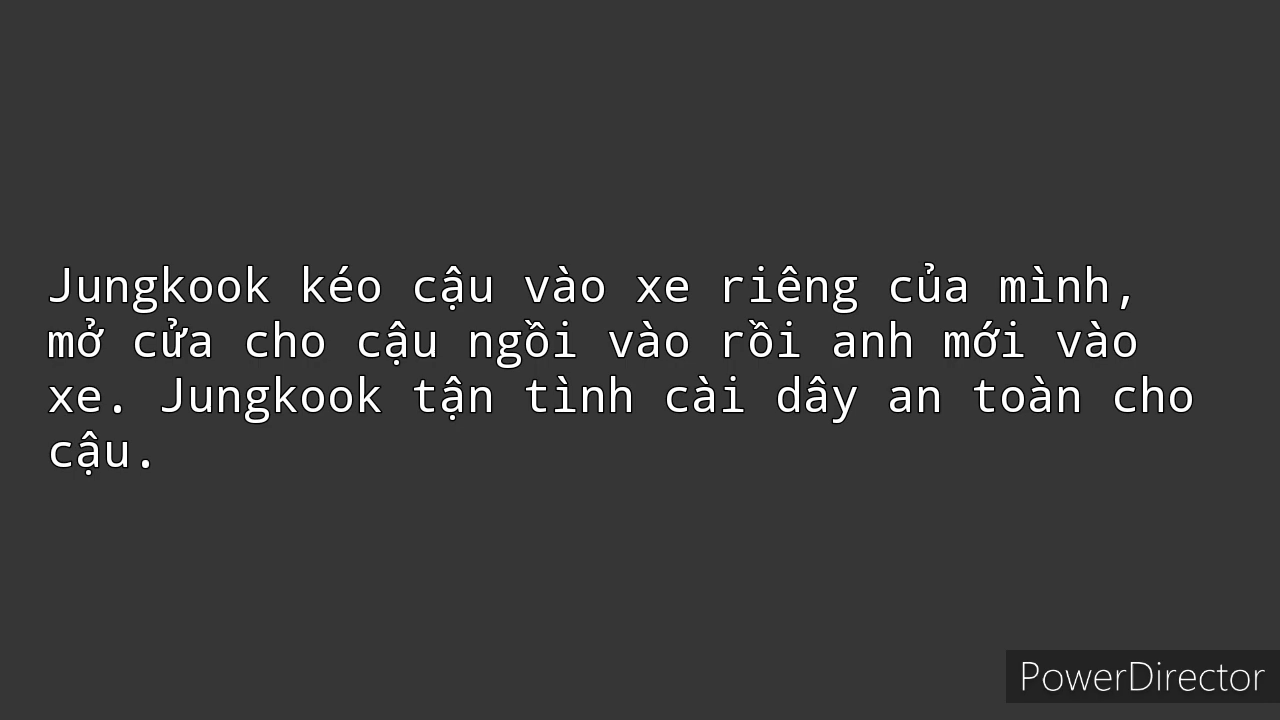 Jungkook kéo cậu vào xe riêng của mình,
mở cửa cho cậu ngồi vào rồi anh mới vào
xe. Jungkook tận tình cài dây an toàn cho
cậu.
PowerDirector